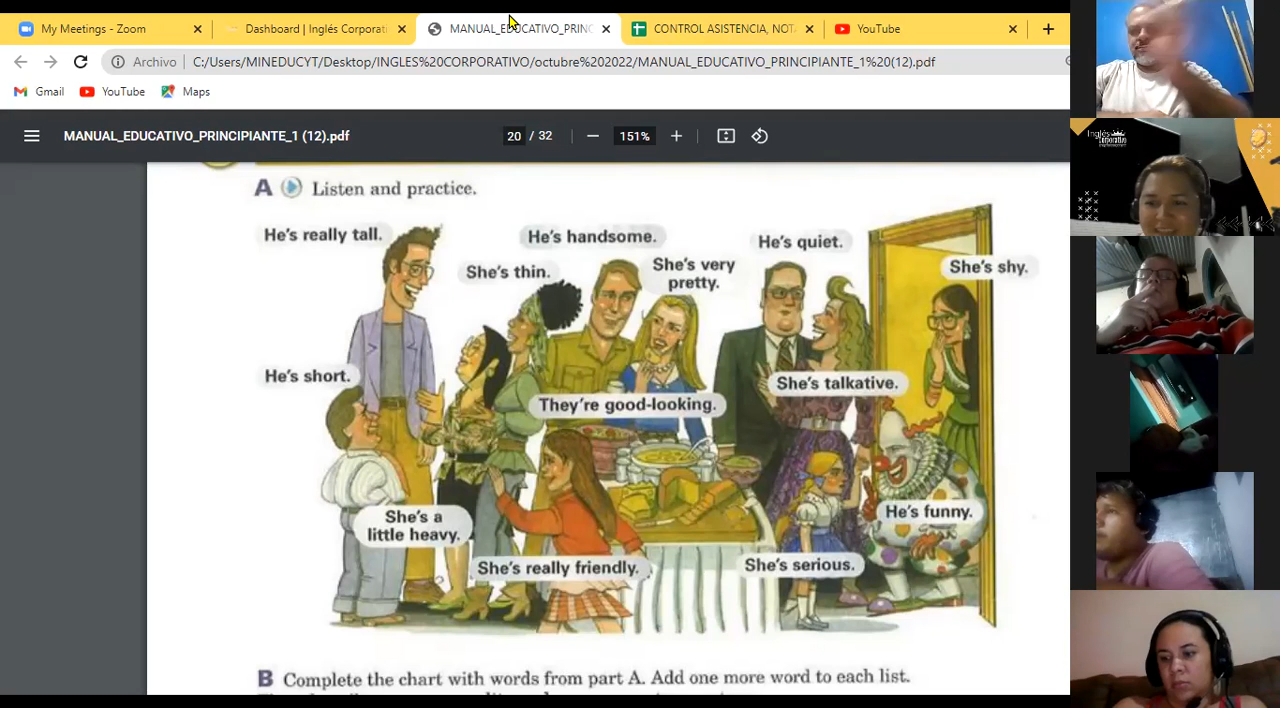 My Meetings - Zoom
Dashboard | Inglés Corporati
MANUAL_EDUCATIVO_PRINC
CONTROL ASISTENCIA, NOT
YouTube
Archivo
C:/Users/MINEDUCYT/Desktop/INGLES%20CORPORATIVO/octubre%202022/MANUAL_EDUCATIVO_PRINCIPIANTE_1%20(12).pdf
Gmail
YouTube
Maps
MANUAL_EDUCATIVO_PRINCIPIANTE_1 (12).pdf
20 / 32
151%
A Listen and practice.
He's really tall.
He's handsome.
He's quiet.
She's thin.
She's very
pretty.
She's shy.
He's short.
They're good-looking.
She's talkative.
She's a
little heavy.
He's funny.
She's really friendly.
She's serious.
B Complete the chart with words from part A. Add one more word to each list.
Inglés
Corporativo